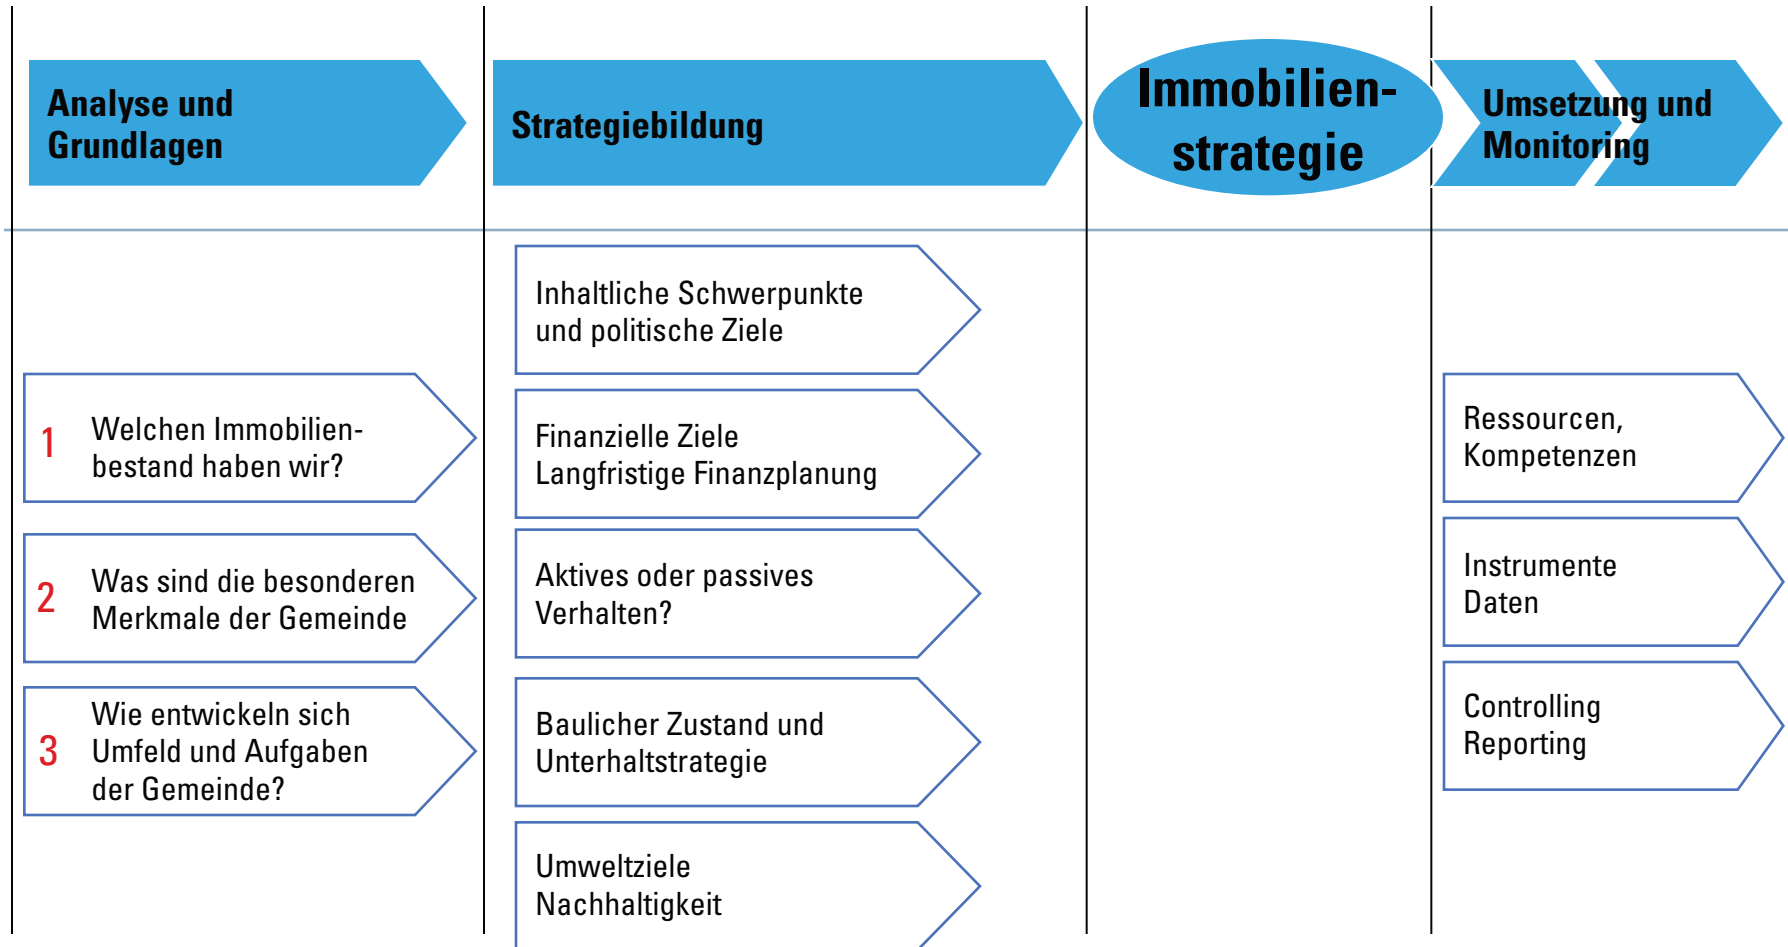 Analyse und
Grundlagen
Strategiebildung
Immobilien-
strategie
Umsetzung und
Monitoring
1
Welchen Immobilien-
bestand haben wir?
2
Was sind die besonderen
Merkmale der Gemeinde
3
Wie entwickeln sich
Umfeld und Aufgaben
der Gemeinde?
Inhaltliche Schwerpunkte
und politische Ziele
Finanzielle Ziele
Langfristige Finanzplanung
Aktives oder passives
Verhalten?
Baulicher Zustand und
Unterhaltstrategie
Umweltziele
Nachhaltigkeit
Ressourcen,
Kompetenzen
Instrumente
Daten
Controlling
Reporting